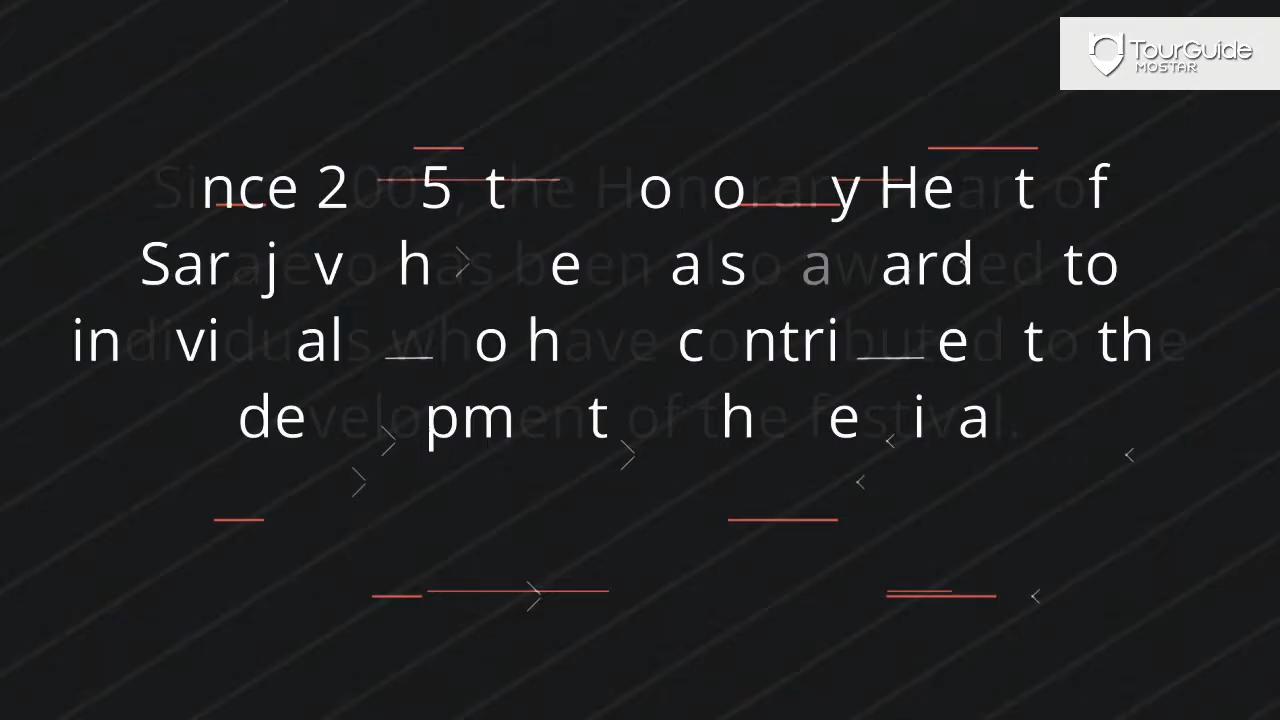 TourGuide
MOSTAR
Since 2005, the Honorary Heart of
Sarajevo has been also awarded to
individuals who have contributed to the
development of the festival.